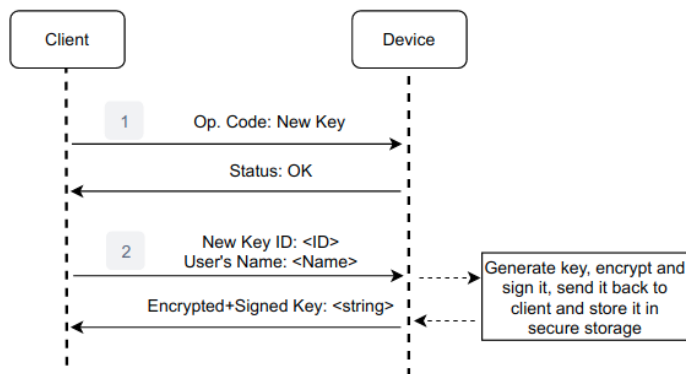 Client
Device
1
Op. Code: New Key
Status: OK
2
New Key ID: <ID>
User's Name: <Name>
Generate key, encrypt and
sign it, send it back to
client and store it in
secure storage
Encrypted+Signed Key: <string>